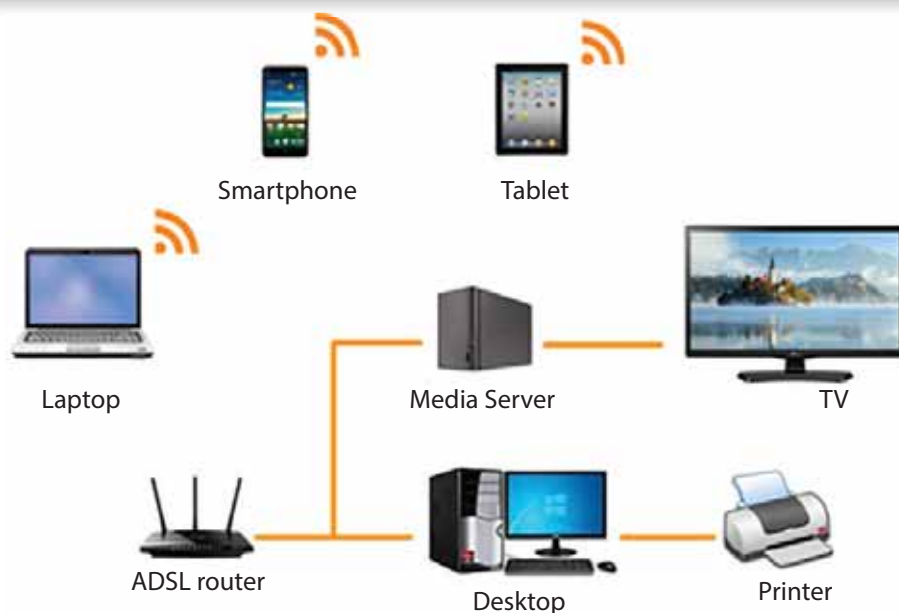 Smartphone
Tablet
Laptop
Media Server
TV
ADSL router
Desktop
Printer